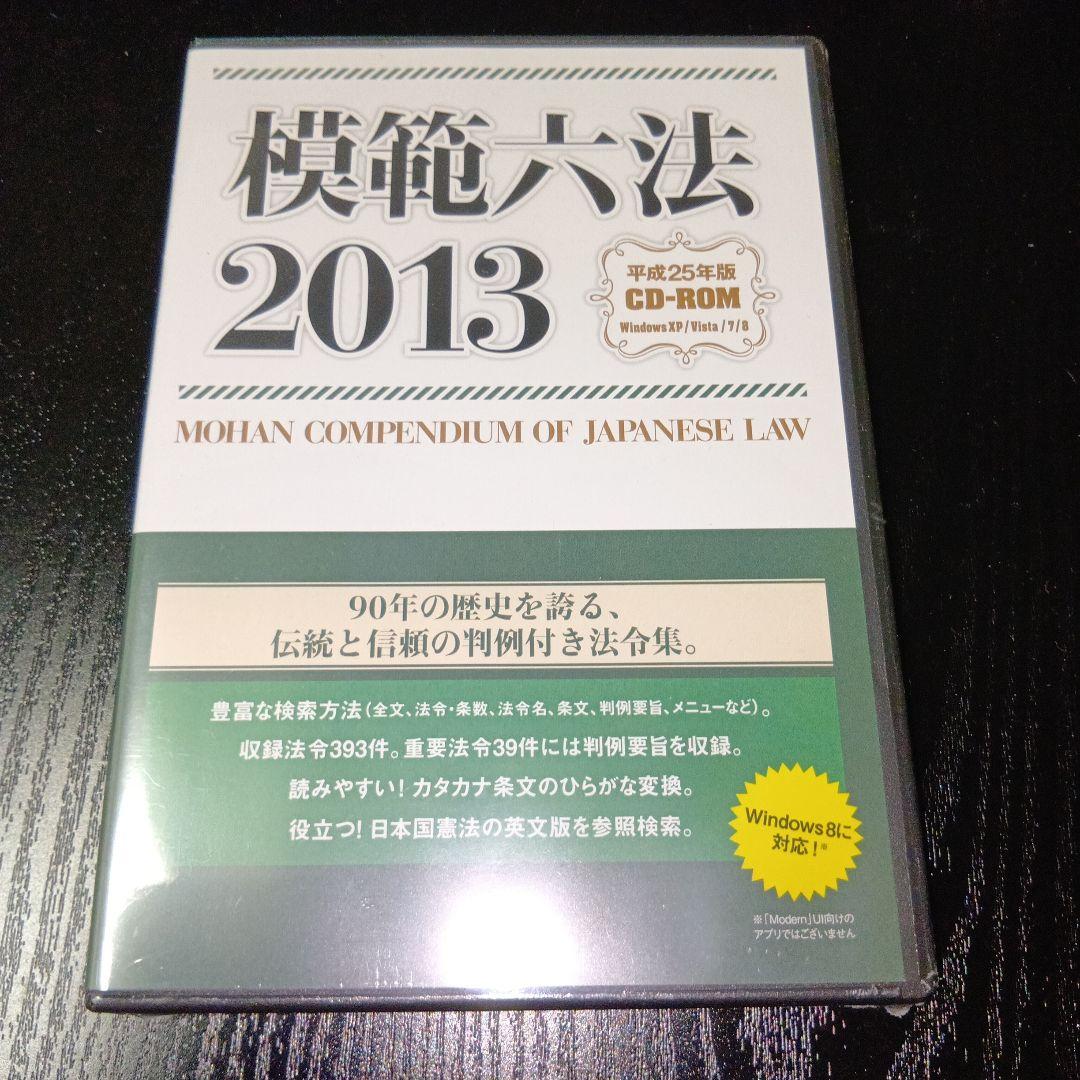 模範六法
2013
平成25年版
CD-ROM
Windows XP/Vista/7/8
MOHAN COMPENDIUM OF JAPANESE LAW
90年の歴史を誇る、
伝統と信頼の判例付き法令集。
豊富な検索方法(全文、法令・条数、法令名、条文、判例要旨、メニューなど)。
収録法令393件。重要法令39件には判例要旨を収録。
読みやすい!カタカナ条文のひらがな変換。
役立つ!日本国憲法の英文版を参照検索。
Windows 8に
対応!※
※「Modern」UI向けの
アプリではございません